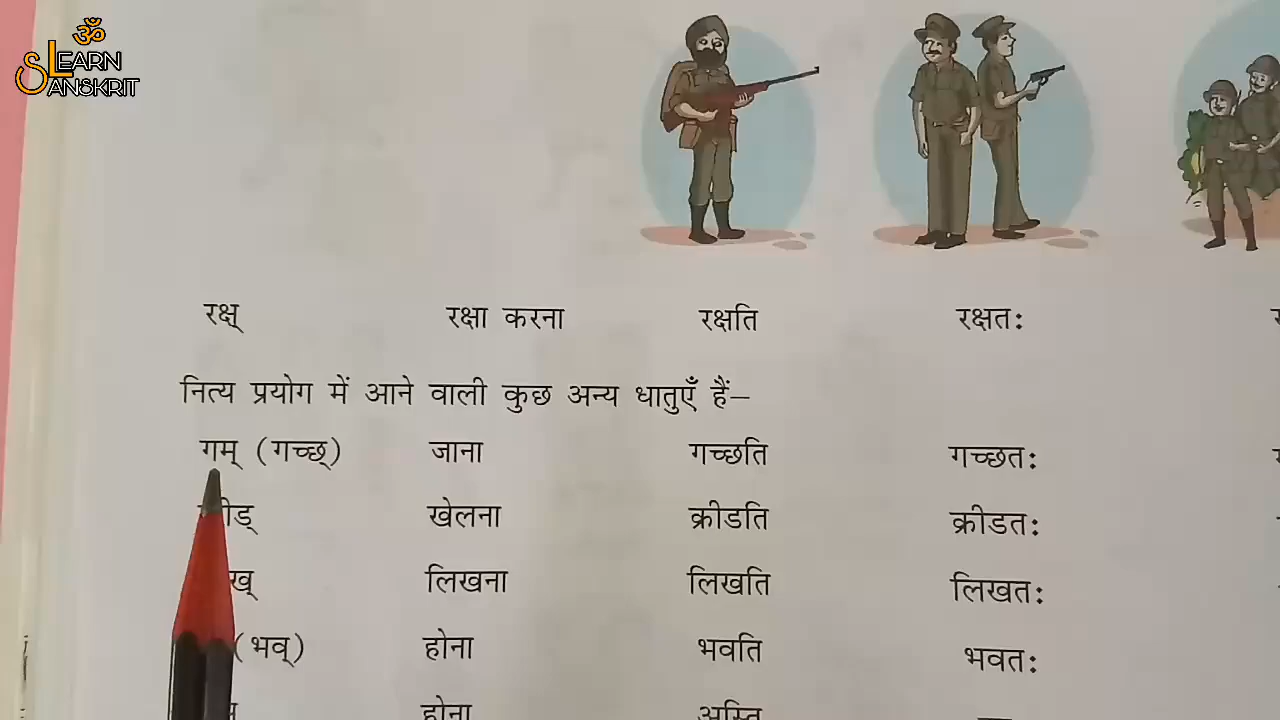 ॐ
LEARN
SANSKRIT
रक्ष् रक्षा करना रक्षति रक्षतः
नित्य प्रयोग में आने वाली कुछ अन्य धातुएँ हैं—
गम् (गच्छ्) जाना गच्छति गच्छतः
खेलना क्रीडति क्रीडतः
लिखना लिखति लिखतः
(भव्) होना भवति भवतः
होना अस्ति